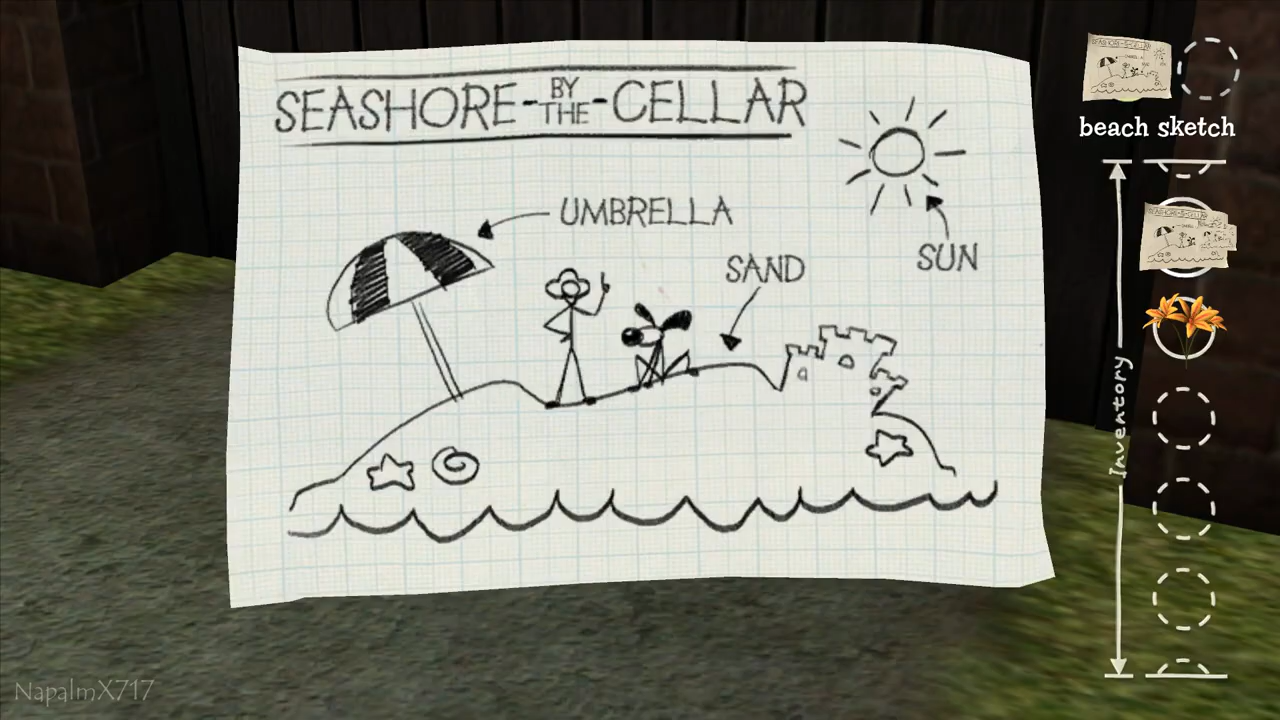 SEASHORE-BY THE-CELLAR
UMBRELLA
SAND
SUN
beach sketch
Inventory
NapalmX717